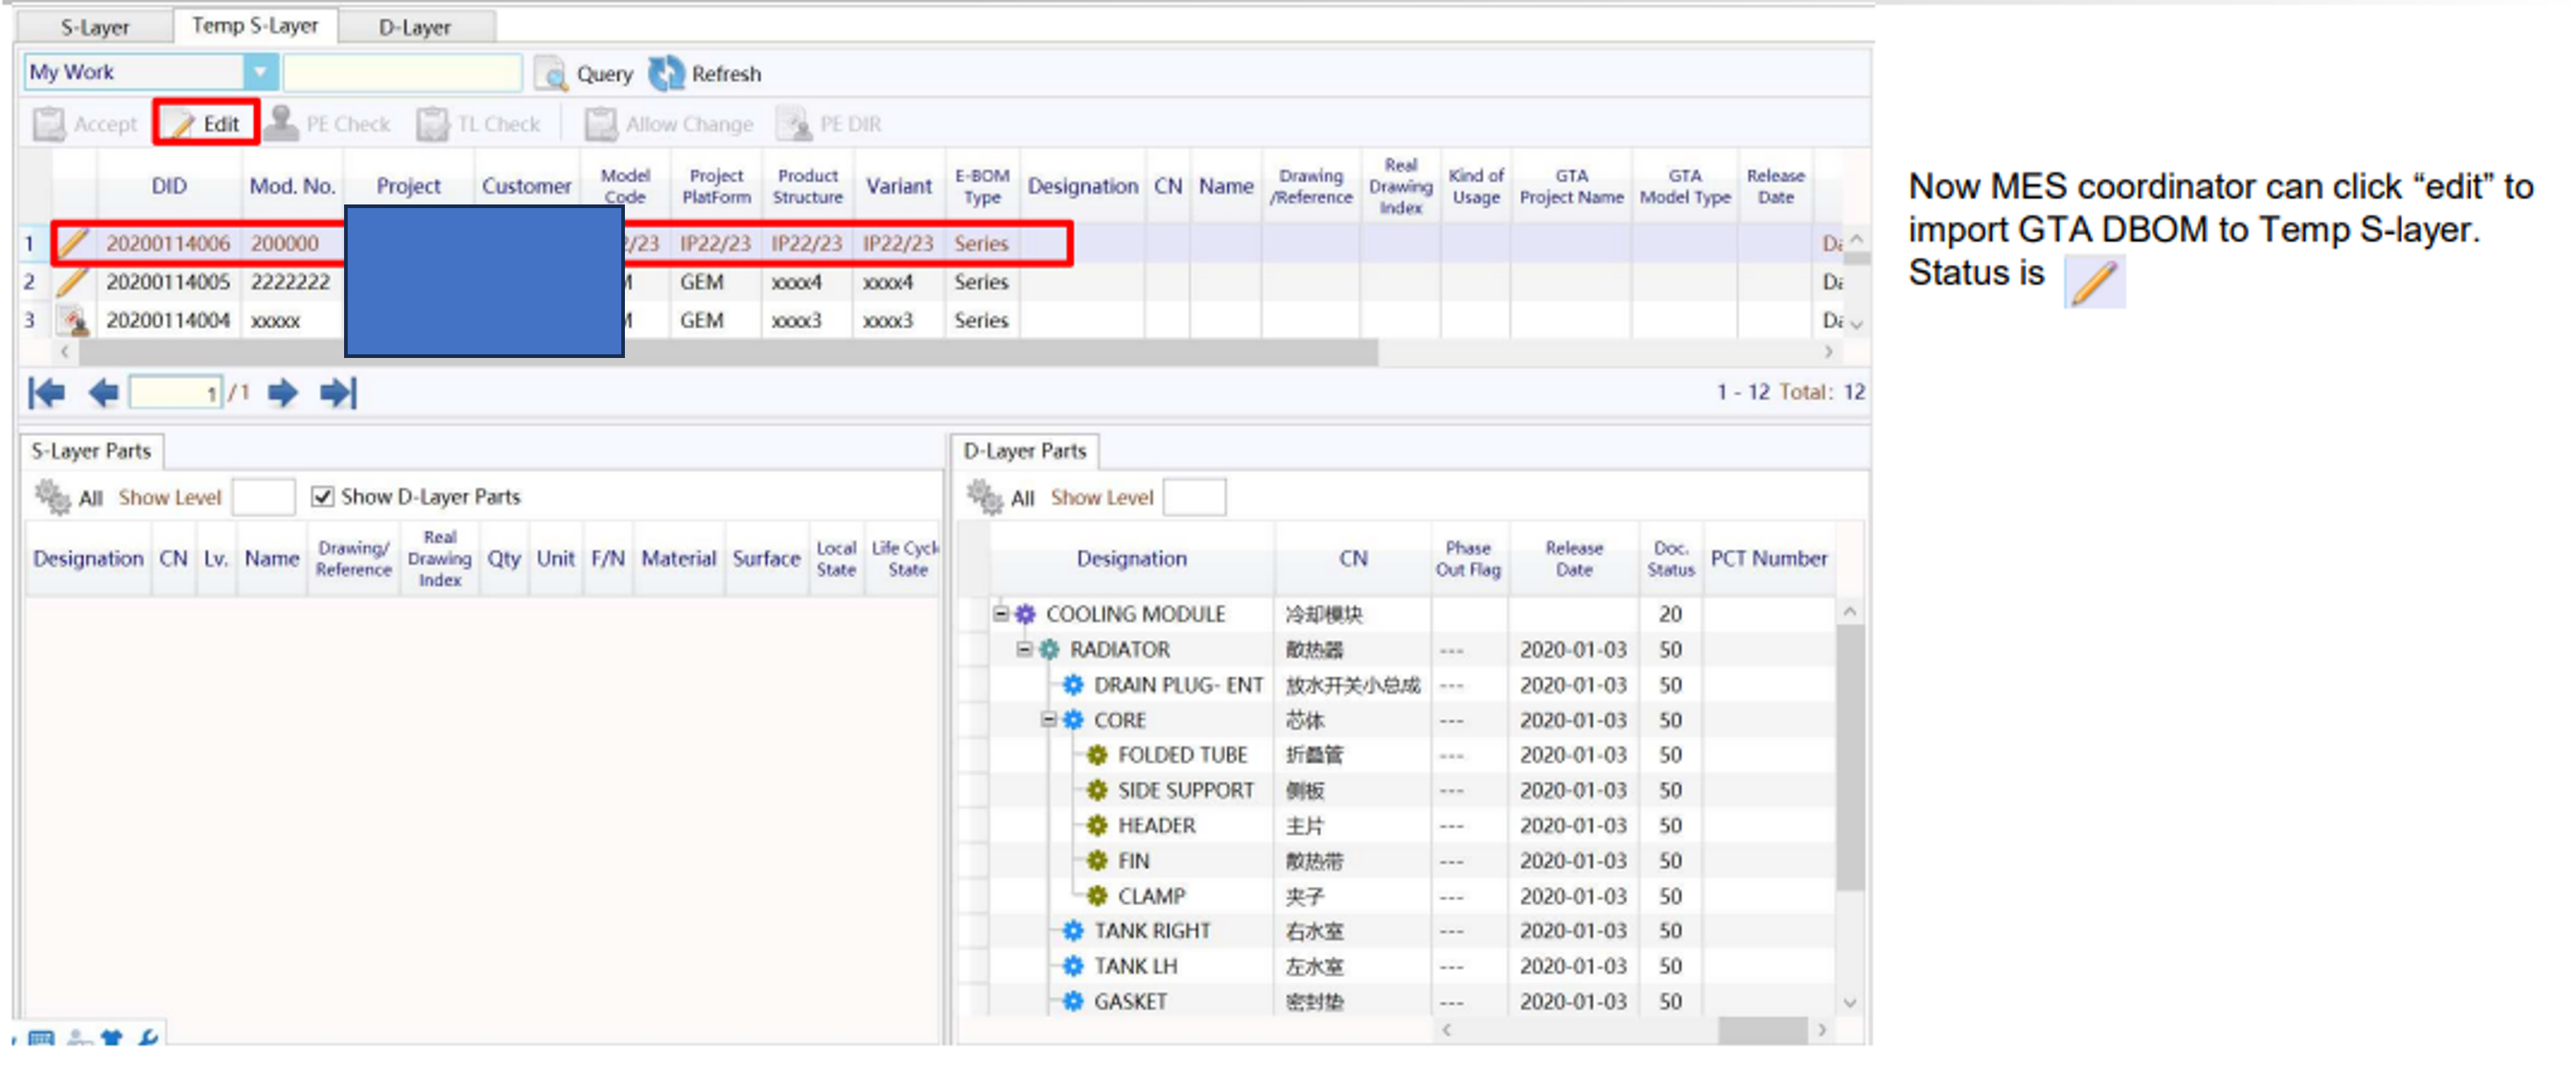 S-Layer Temp S-Layer D-Layer
My Work Query Refresh
Accept Edit PE Check TL Check Allow Change PE DIR
DID Mod. No. Project Customer Model Code Project PlatForm Product Structure Variant E-BOM Type Designation CN Name Drawing /Reference Real Drawing Index Kind of Usage GTA Project Name GTA Model Type Release Date
1 20200114006 200000 /23 IP22/23 IP22/23 IP22/23 Series
2 20200114005 2222222 GEM xxxx4 xxxx4 Series
3 20200114004 xxxxx GEM xxxx3 xxxx3 Series
1 /1 1 - 12 Total: 12
Now MES coordinator can click “edit” to
import GTA DBOM to Temp S-layer.
Status is
S-Layer Parts
All Show Level Show D-Layer Parts
Designation CN Lv. Name Drawing/ Reference Real Drawing Index Qty Unit F/N Material Surface Local State Life Cycl State
D-Layer Parts
All Show Level
Designation CN Phase Out Flag Release Date Doc. Status PCT Number
COOLING MODULE 冷却模块 20
RADIATOR 散热器 --- 2020-01-03 50
DRAIN PLUG- ENT 放水开关小总成 --- 2020-01-03 50
CORE 芯体 --- 2020-01-03 50
FOLDED TUBE 折叠管 --- 2020-01-03 50
SIDE SUPPORT 侧板 --- 2020-01-03 50
HEADER 主片 --- 2020-01-03 50
FIN 散热带 --- 2020-01-03 50
CLAMP 夹子 --- 2020-01-03 50
TANK RIGHT 右水室 --- 2020-01-03 50
TANK LH 左水室 --- 2020-01-03 50
GASKET 密封垫 --- 2020-01-03 50